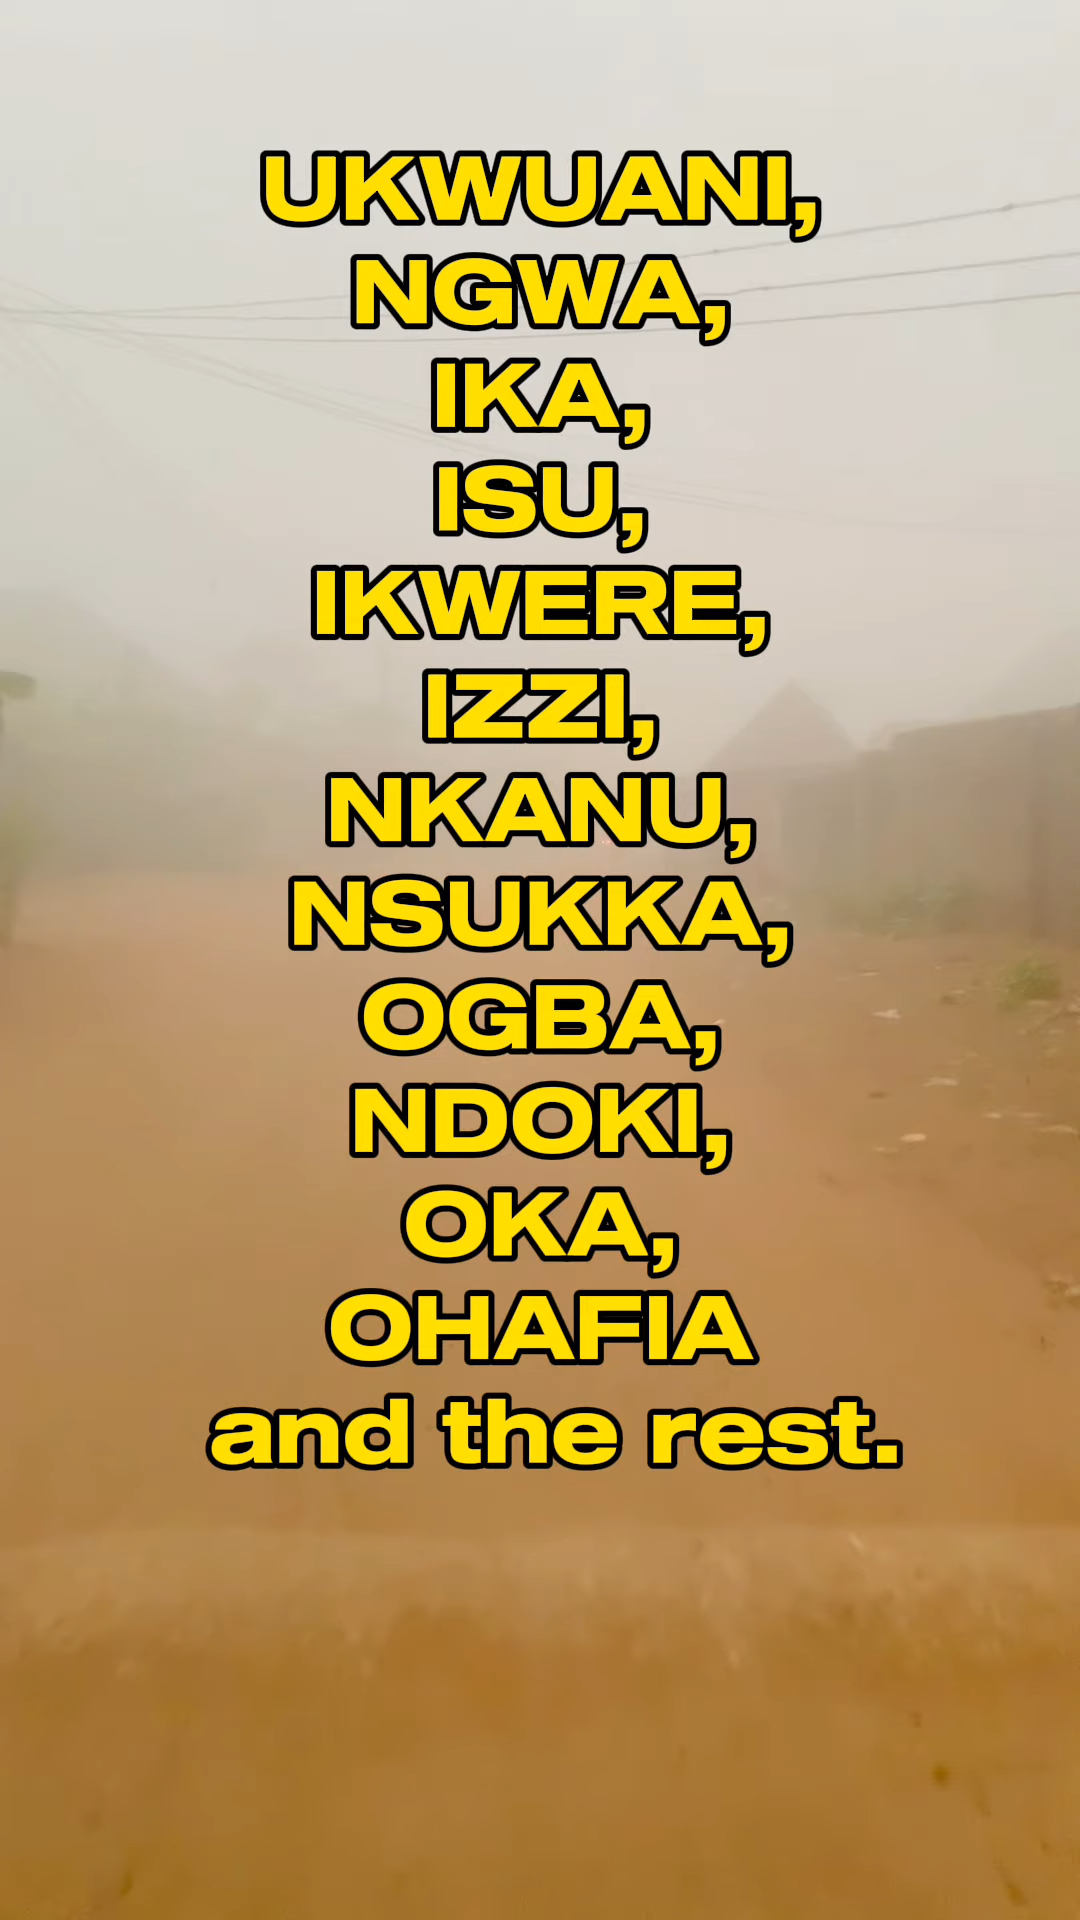 UKWUANI,
NGWA,
IKA,
ISU,
IKWERE,
IZZI,
NKANU,
NSUKKA,
OGBA,
NDOKI,
OKA,
OHAFIA
and the rest.